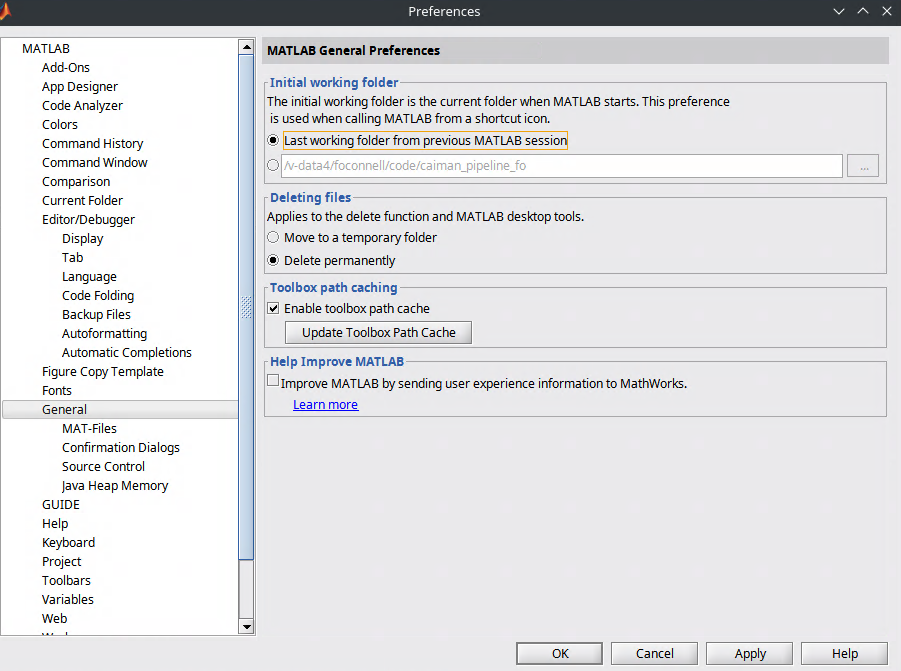 Preferences
MATLAB
Add-Ons
App Designer
Code Analyzer
Colors
Command History
Command Window
Comparison
Current Folder
Editor/Debugger
Display
Tab
Language
Code Folding
Backup Files
Autoformatting
Automatic Completions
Figure Copy Template
Fonts
General
MAT-Files
Confirmation Dialogs
Source Control
Java Heap Memory
GUIDE
Help
Keyboard
Project
Toolbars
Variables
Web
MATLAB General Preferences
Initial working folder
The initial working folder is the current folder when MATLAB starts. This preference
is used when calling MATLAB from a shortcut icon.
Last working folder from previous MATLAB session
/v-data4/foconnell/code/caiman_pipeline_fo
...
Deleting files
Applies to the delete function and MATLAB desktop tools.
Move to a temporary folder
Delete permanently
Toolbox path caching
Enable toolbox path cache
Update Toolbox Path Cache
Help Improve MATLAB
Improve MATLAB by sending user experience information to MathWorks.
Learn more
OK
Cancel
Apply
Help